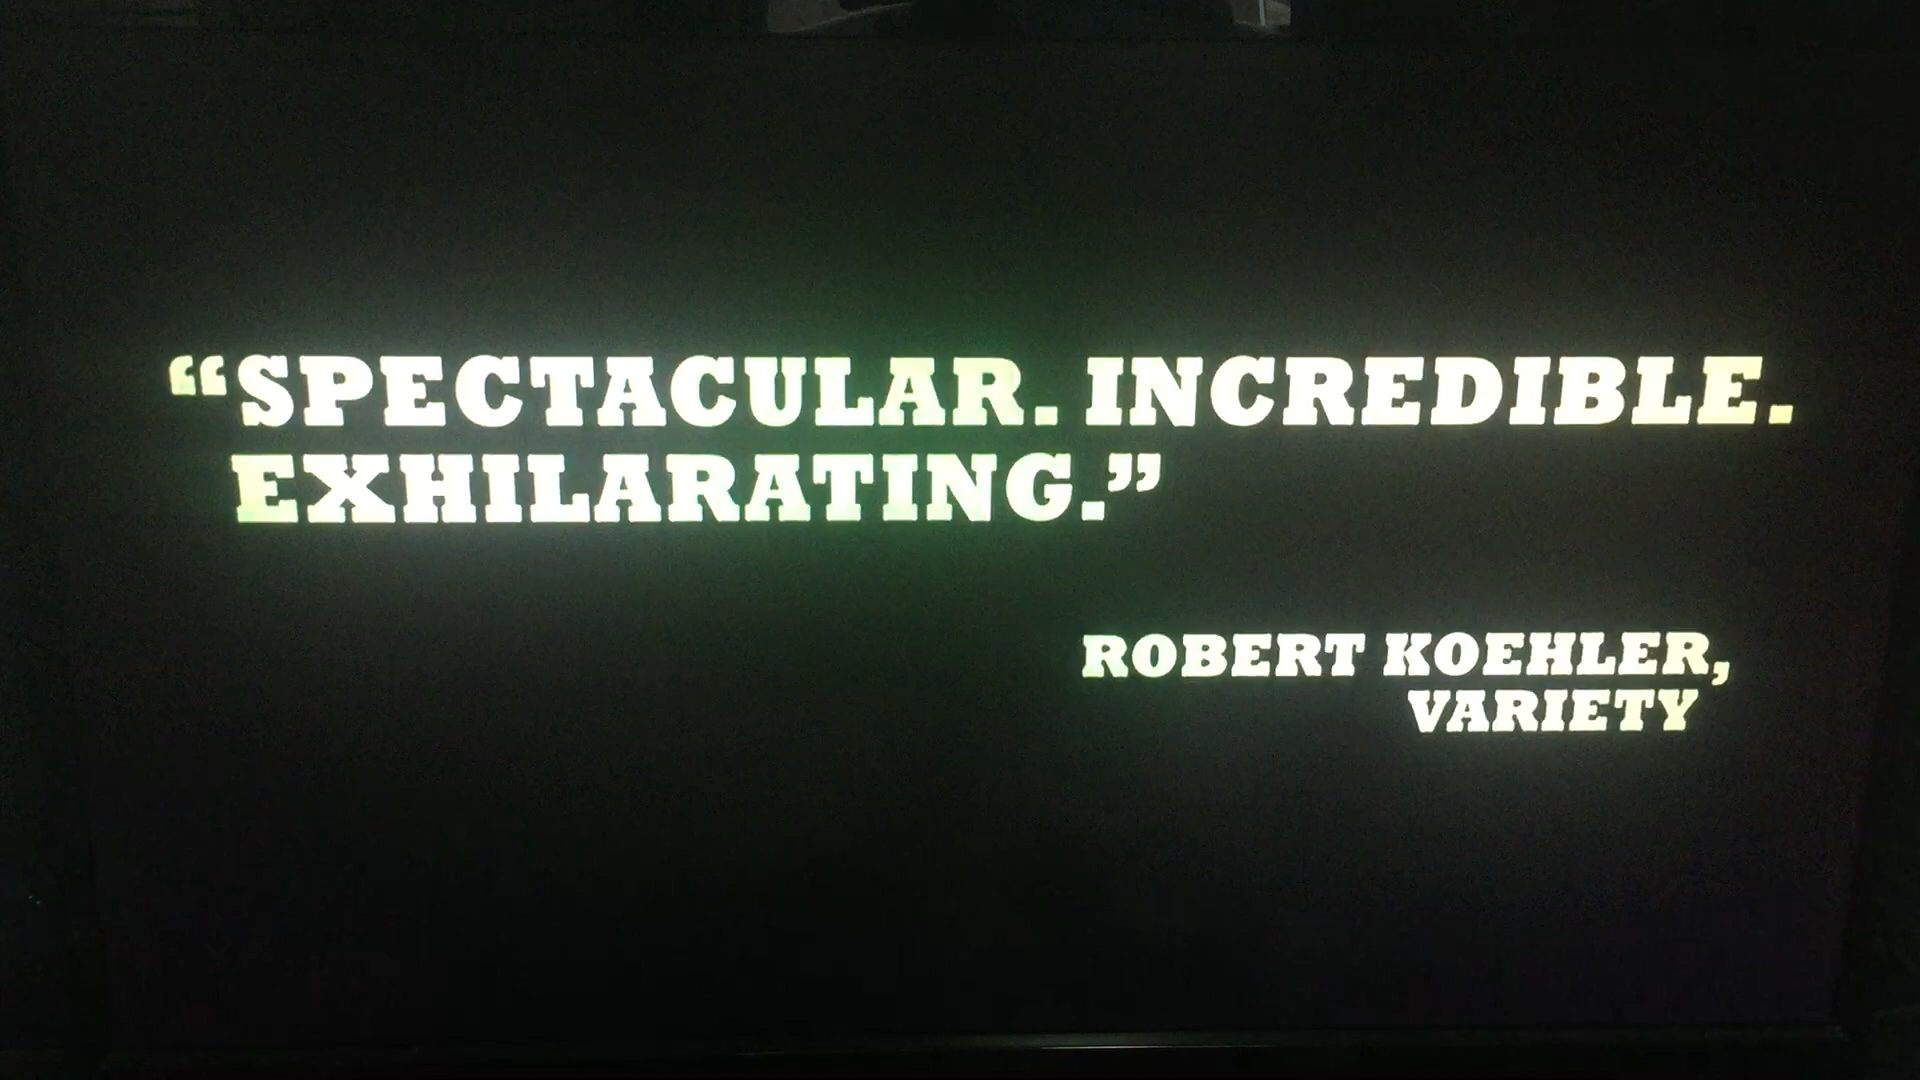 “SPECTACULAR. INCREDIBLE.
EXHILARATING.”
ROBERT KOEHLER,
VARIETY